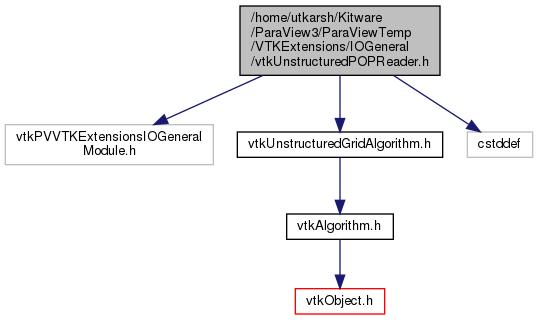 /home/utkarsh/Kitware
/ParaView3/ParaViewTemp
/VTKExtensions/IOGeneral
/vtkUnstructuredPOPReader.h
vtkPVVTKExtensionsIOGeneral
Module.h
vtkUnstructuredGridAlgorithm.h
cstddef
vtkAlgorithm.h
vtkObject.h